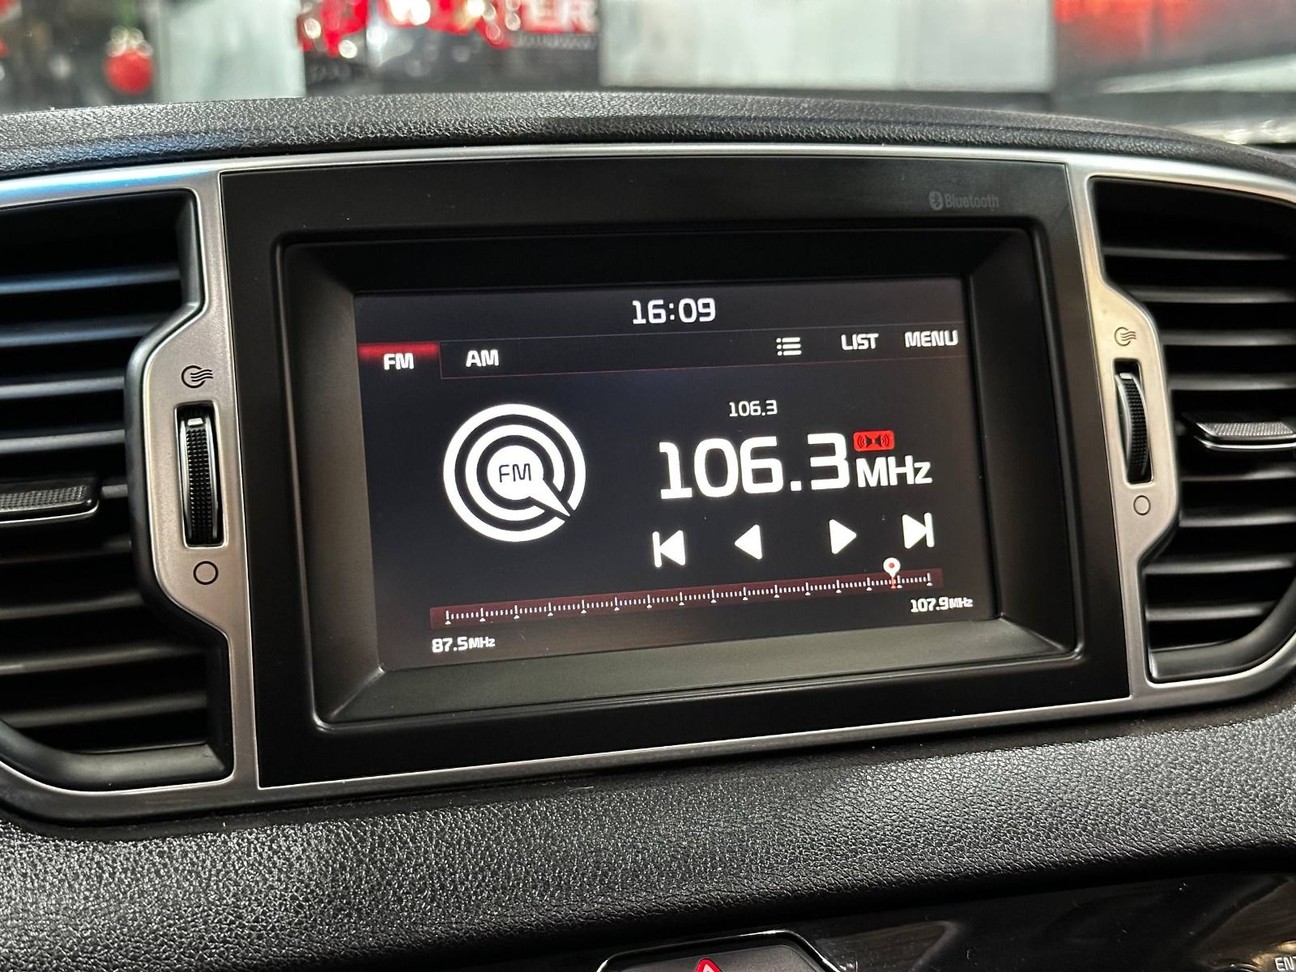 Bluetooth
16:09
FM AM LIST MENU
106.3
FM
106.3 MHz
87.5MHz 107.9MHz